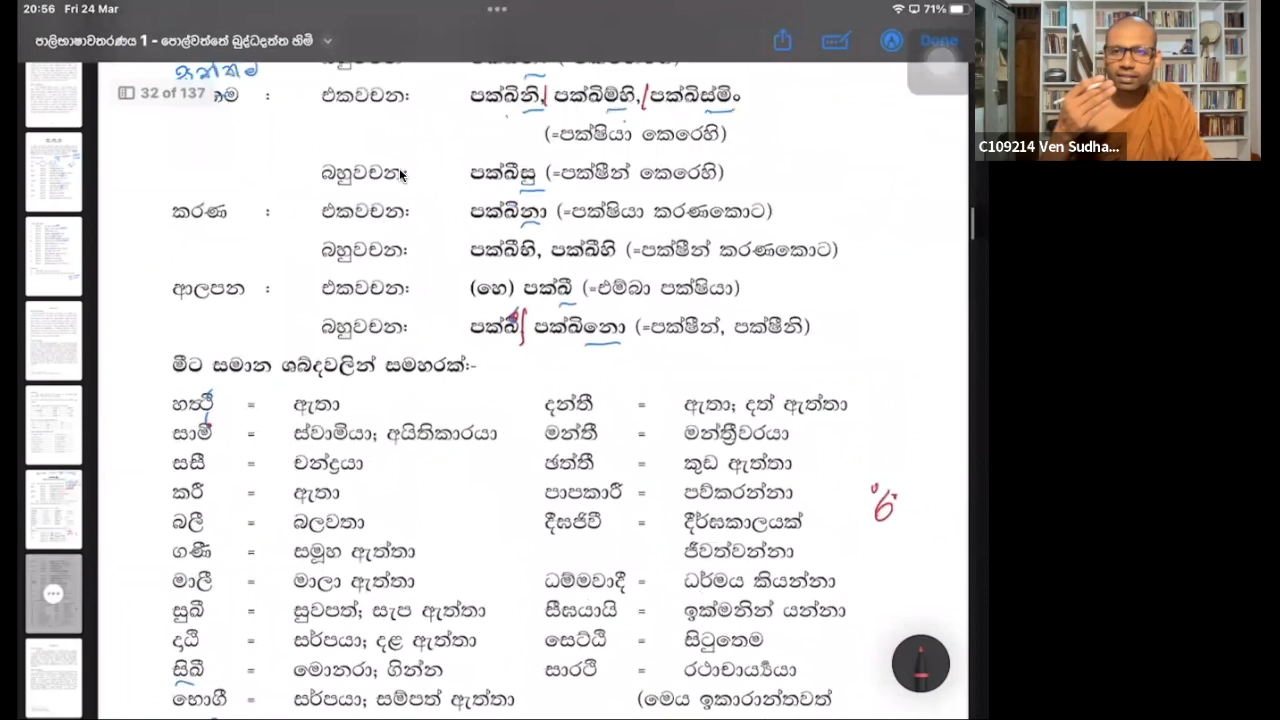 20:56 Fri 24 Mar
71%
පාලිභාෂාවතරණය 1 - පොල්වත්තේ බුද්ධදත්ත හිමි
Done
සත්තමී
32 of 137
එකවචන: පක්ඛිනි, පක්ඛිම්හි, පක්ඛිස්මිං
(=පක්ෂියා කෙරෙහි)
බහුවචන: පක්ඛීසු (=පක්ෂීන් කෙරෙහි)
කරණ : එකවචන: පක්ඛිනා (=පක්ෂියා කරණකොට)
බහුවචන: පක්ඛීහි, පක්ඛීභි (=පක්ෂීන් කරණකොට)
ආලපන : එකවචන: (හෙ) පක්ඛී (=එම්බා පක්ෂියා)
බහුවචන: පක්ඛී, පක්ඛිනො (=පක්ෂීන්, පක්ෂීනි)
මීට සමාන ශබ්දවලින් සමහරක්:-
හත්ථී = ඇතා දන්තී = ඇතා; දත් ඇත්තා
සාමී = ස්වාමියා; අයිතිකාරයා මන්තී = මන්ත්‍රීවරයා
සසී = චන්ද්‍රයා ඡත්තී = කුඩ ඇත්තා
කරී = ඇතා පාපකාරී = පව්කරන්නා
බලී = බලවතා දීඝජීවී = දීර්ඝකාලයක්
ගණී = සමූහ ඇත්තා ජීවත්වන්නා
මාලී = මාලා ඇත්තා ධම්මවාදී = ධර්මය කියන්නා
සුඛී = සුවපත්; සැප ඇත්තා සීඝයායි = ඉක්මනින් යන්නා
දාඨී = සර්පයා; දළ ඇත්තා සෙට්ඨි = සිටුතෙම
සිඛී = මොනරා; ගින්න සාරථි = රථාචාර්‍ය්‍යයා
භොගී = සර්පයා; සම්පත් ඇත්තා (මෙය ඉකාරාන්තවත්
C109214 Ven Sudha...